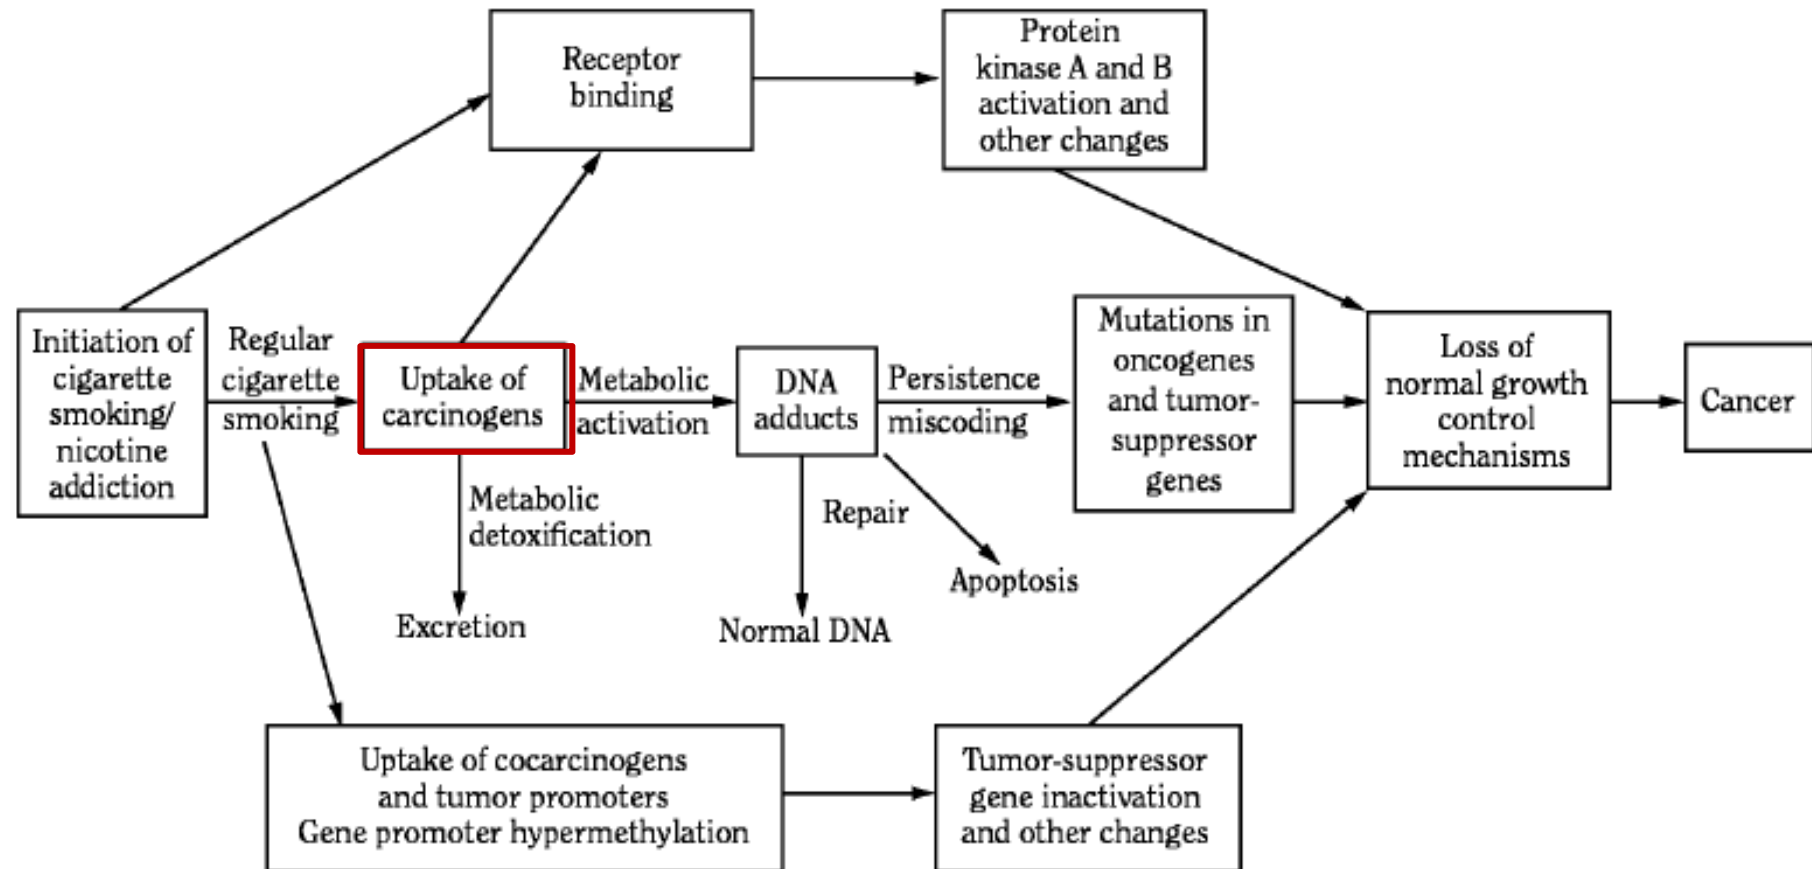 Receptor
binding
Protein
kinase A and B
activation and
other changes
Initiation of
cigarette
smoking/
nicotine
addiction
Regular
cigarette
smoking
Uptake of
carcinogens
Metabolic
activation
DNA
adducts
Persistence
miscoding
Mutations in
oncogenes
and tumor-
suppressor
genes
Loss of
normal growth
control
mechanisms
Cancer
Metabolic
detoxification
Excretion
Repair
Normal DNA
Apoptosis
Uptake of cocarcinogens
and tumor promoters
Gene promoter hypermethylation
Tumor-suppressor
gene inactivation
and other changes